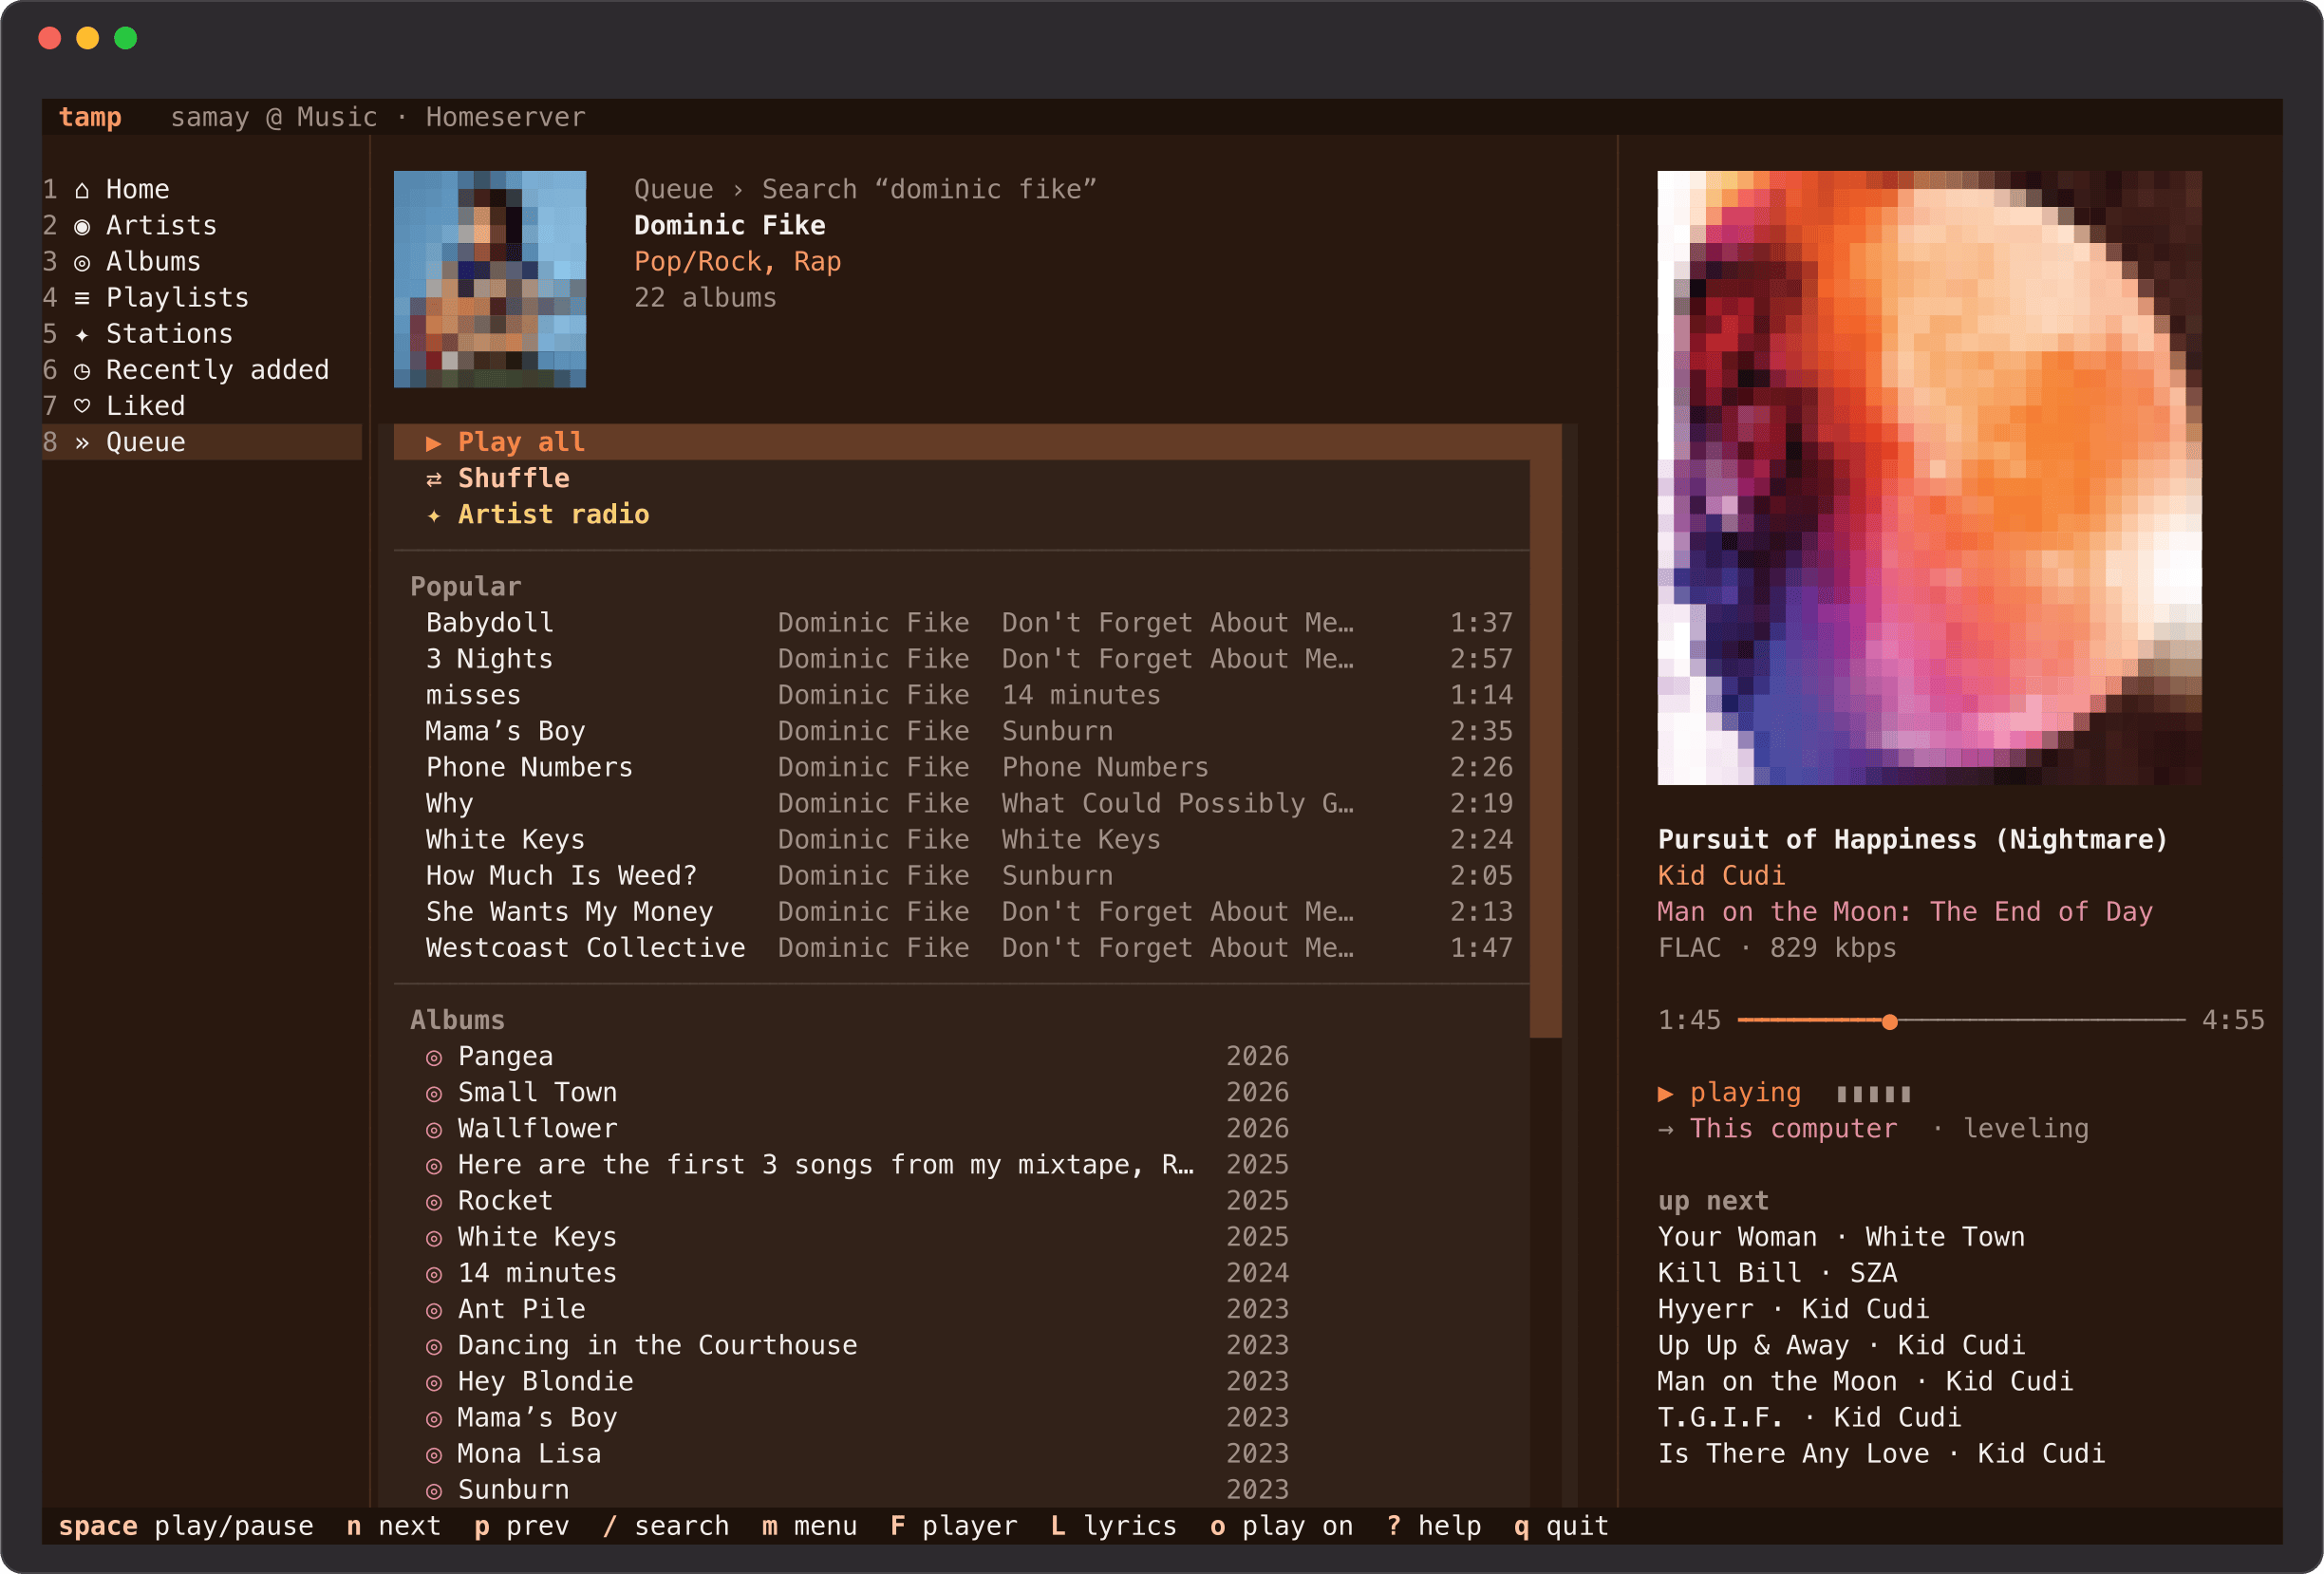 tamp samay @ Music · Homeserver
1 ⌂ Home
2 ◉ Artists
3 ◎ Albums
4 ≡ Playlists
5 ✦ Stations
6 ◷ Recently added
7 ♡ Liked
8 » Queue
Queue › Search “dominic fike”
Dominic Fike
Pop/Rock, Rap
22 albums
▶ Play all
⇄ Shuffle
✦ Artist radio
Popular
Babydoll Dominic Fike Don't Forget About Me… 1:37
3 Nights Dominic Fike Don't Forget About Me… 2:57
misses Dominic Fike 14 minutes 1:14
Mama’s Boy Dominic Fike Sunburn 2:35
Phone Numbers Dominic Fike Phone Numbers 2:26
Why Dominic Fike What Could Possibly G… 2:19
White Keys Dominic Fike White Keys 2:24
How Much Is Weed? Dominic Fike Sunburn 2:05
She Wants My Money Dominic Fike Don't Forget About Me… 2:13
Westcoast Collective Dominic Fike Don't Forget About Me… 1:47
Albums
◎ Pangea 2026
◎ Small Town 2026
◎ Wallflower 2026
◎ Here are the first 3 songs from my mixtape, R… 2025
◎ Rocket 2025
◎ White Keys 2025
◎ 14 minutes 2024
◎ Ant Pile 2023
◎ Dancing in the Courthouse 2023
◎ Hey Blondie 2023
◎ Mama’s Boy 2023
◎ Mona Lisa 2023
◎ Sunburn 2023
Pursuit of Happiness (Nightmare)
Kid Cudi
Man on the Moon: The End of Day
FLAC · 829 kbps
1:45 4:55
▶ playing
→ This computer · leveling
up next
Your Woman · White Town
Kill Bill · SZA
Hyyerr · Kid Cudi
Up Up & Away · Kid Cudi
Man on the Moon · Kid Cudi
T.G.I.F. · Kid Cudi
Is There Any Love · Kid Cudi
space play/pause n next p prev / search m menu F player L lyrics o play on ? help q quit